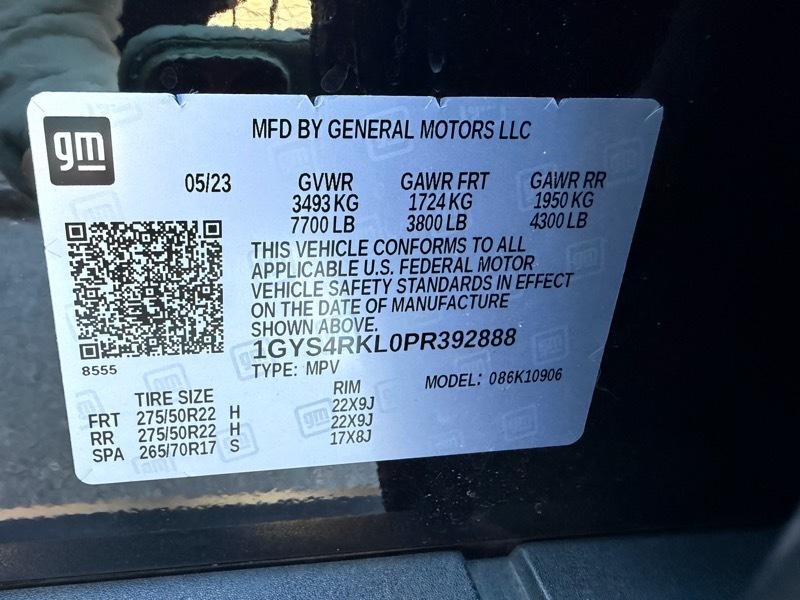 gm
MFD BY GENERAL MOTORS LLC
05/23 GVWR GAWR FRT GAWR RR
3493 KG 1724 KG 1950 KG
7700 LB 3800 LB 4300 LB
THIS VEHICLE CONFORMS TO ALL
APPLICABLE U.S. FEDERAL MOTOR
VEHICLE SAFETY STANDARDS IN EFFECT
ON THE DATE OF MANUFACTURE
SHOWN ABOVE.
1GYS4RKL0PR392888
8555
TYPE: MPV MODEL: 086K10906
TIRE SIZE RIM
FRT 275/50R22 H 22X9J
RR 275/50R22 H 22X9J
SPA 265/70R17 S 17X8J
gm